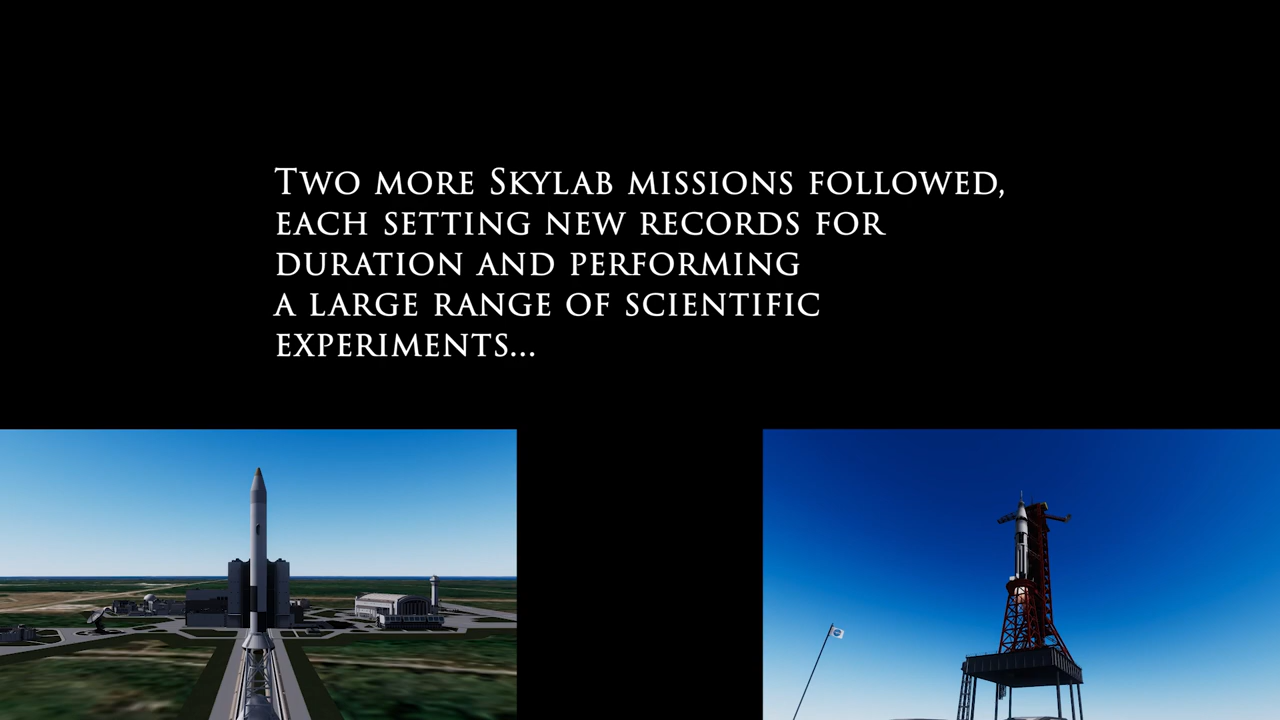 Two more Skylab missions followed,
each setting new records for
duration and performing
a large range of scientific
experiments...